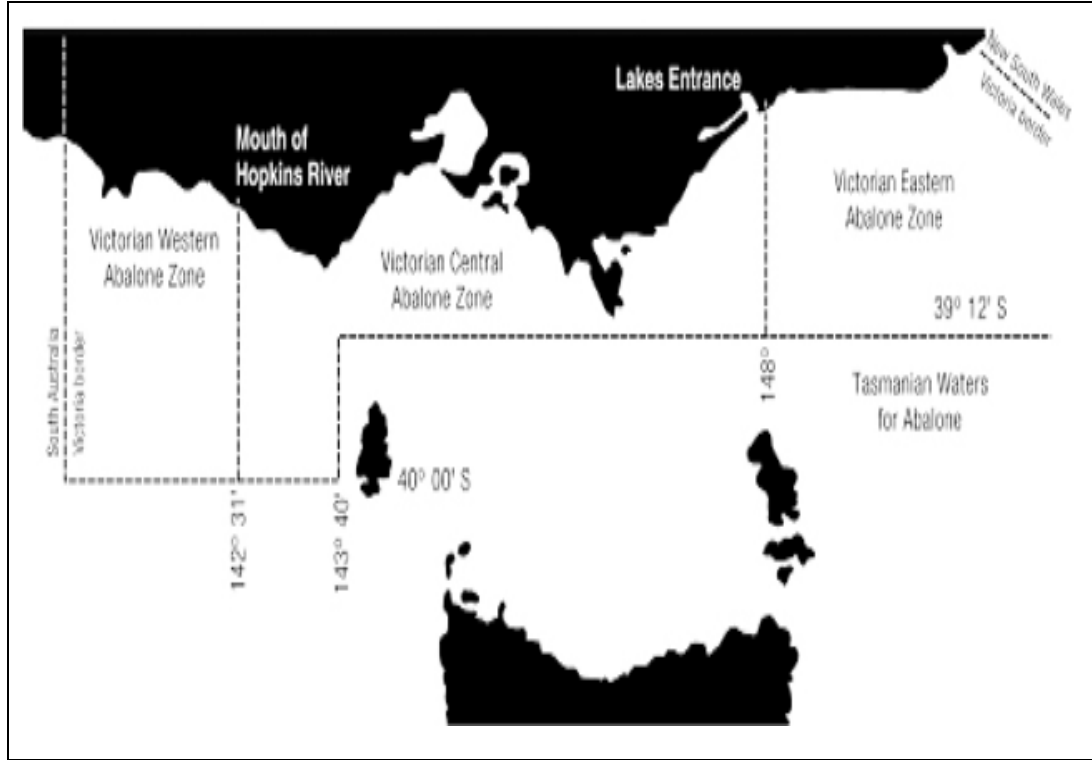 New South Wales
Victoria border
Lakes Entrance
Mouth of
Hopkins River
Victorian Eastern
Abalone Zone
Victorian Western
Abalone Zone
Victorian Central
Abalone Zone
39° 12' S
South Australia
Victoria border
148°
Tasmanian Waters
for Abalone
40° 00' S
142° 31'
143° 40'